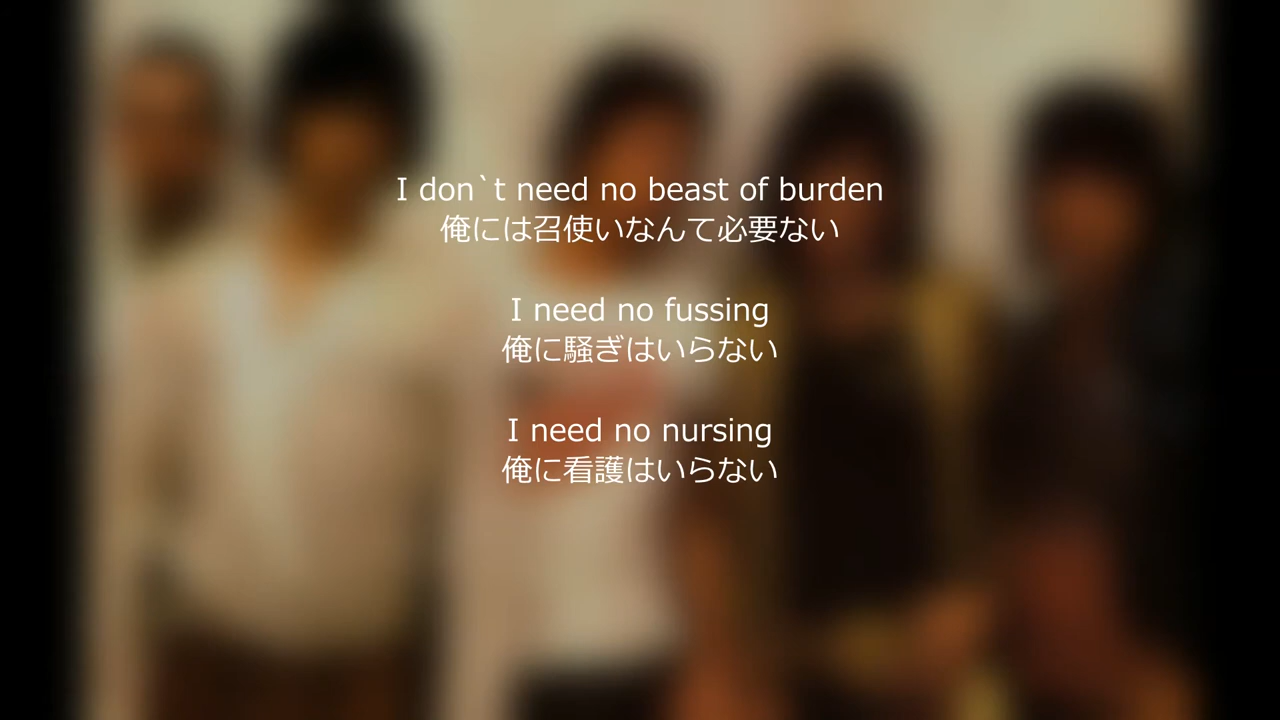 I don`t need no beast of burden
俺には召使いなんて必要ない
I need no fussing
俺に騒ぎはいらない
I need no nursing
俺に看護はいらない